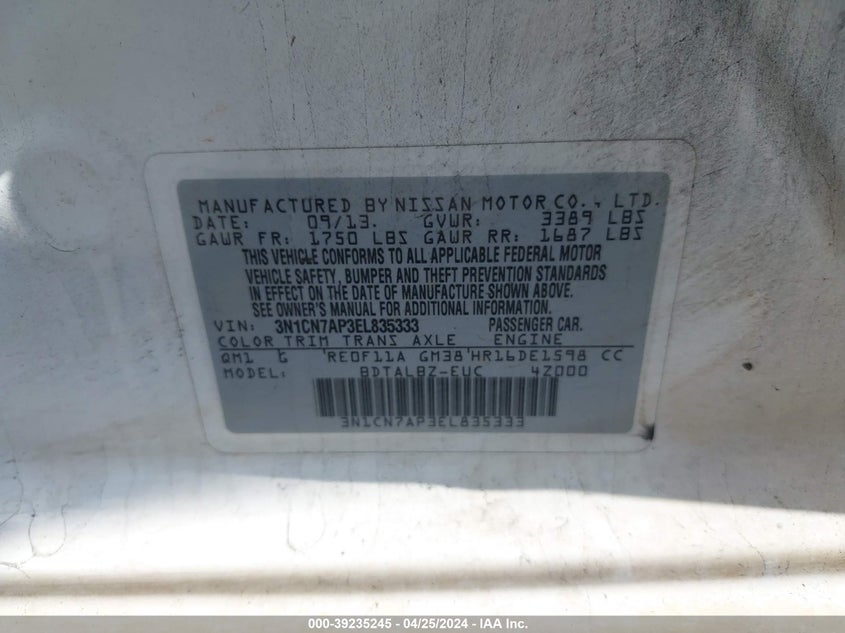 MANUFACTURED BY NISSAN MOTOR CO., LTD.
DATE: 09/13. GVWR: 3389 LBS
GAWR FR: 1750 LBS GAWR RR: 1687 LBS
THIS VEHICLE CONFORMS TO ALL APPLICABLE FEDERAL MOTOR
VEHICLE SAFETY, BUMPER AND THEFT PREVENTION STANDARDS
IN EFFECT ON THE DATE OF MANUFACTURE SHOWN ABOVE.
SEE OWNER'S MANUAL FOR ADDITIONAL INFORMATION.
VIN: 3N1CN7AP3EL835333 PASSENGER CAR.
COLOR TRIM TRANS AXLE ENGINE
QM1 G 'RE0F11A GM38'HR16DE1598 CC
MODEL: BDTALBZ-EUC 4Z000
3N1CN7AP3EL835333
000-39235245 - 04/25/2024 - IAA Inc.